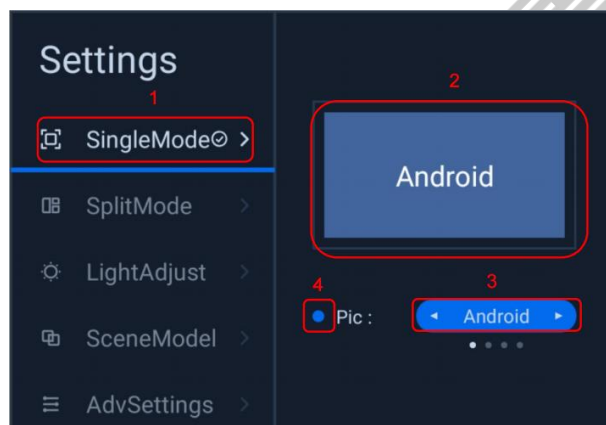 Settings
1
SingleMode
SplitMode
LightAdjust
SceneModel
AdvSettings
2
Android
4
3
Pic :
Android